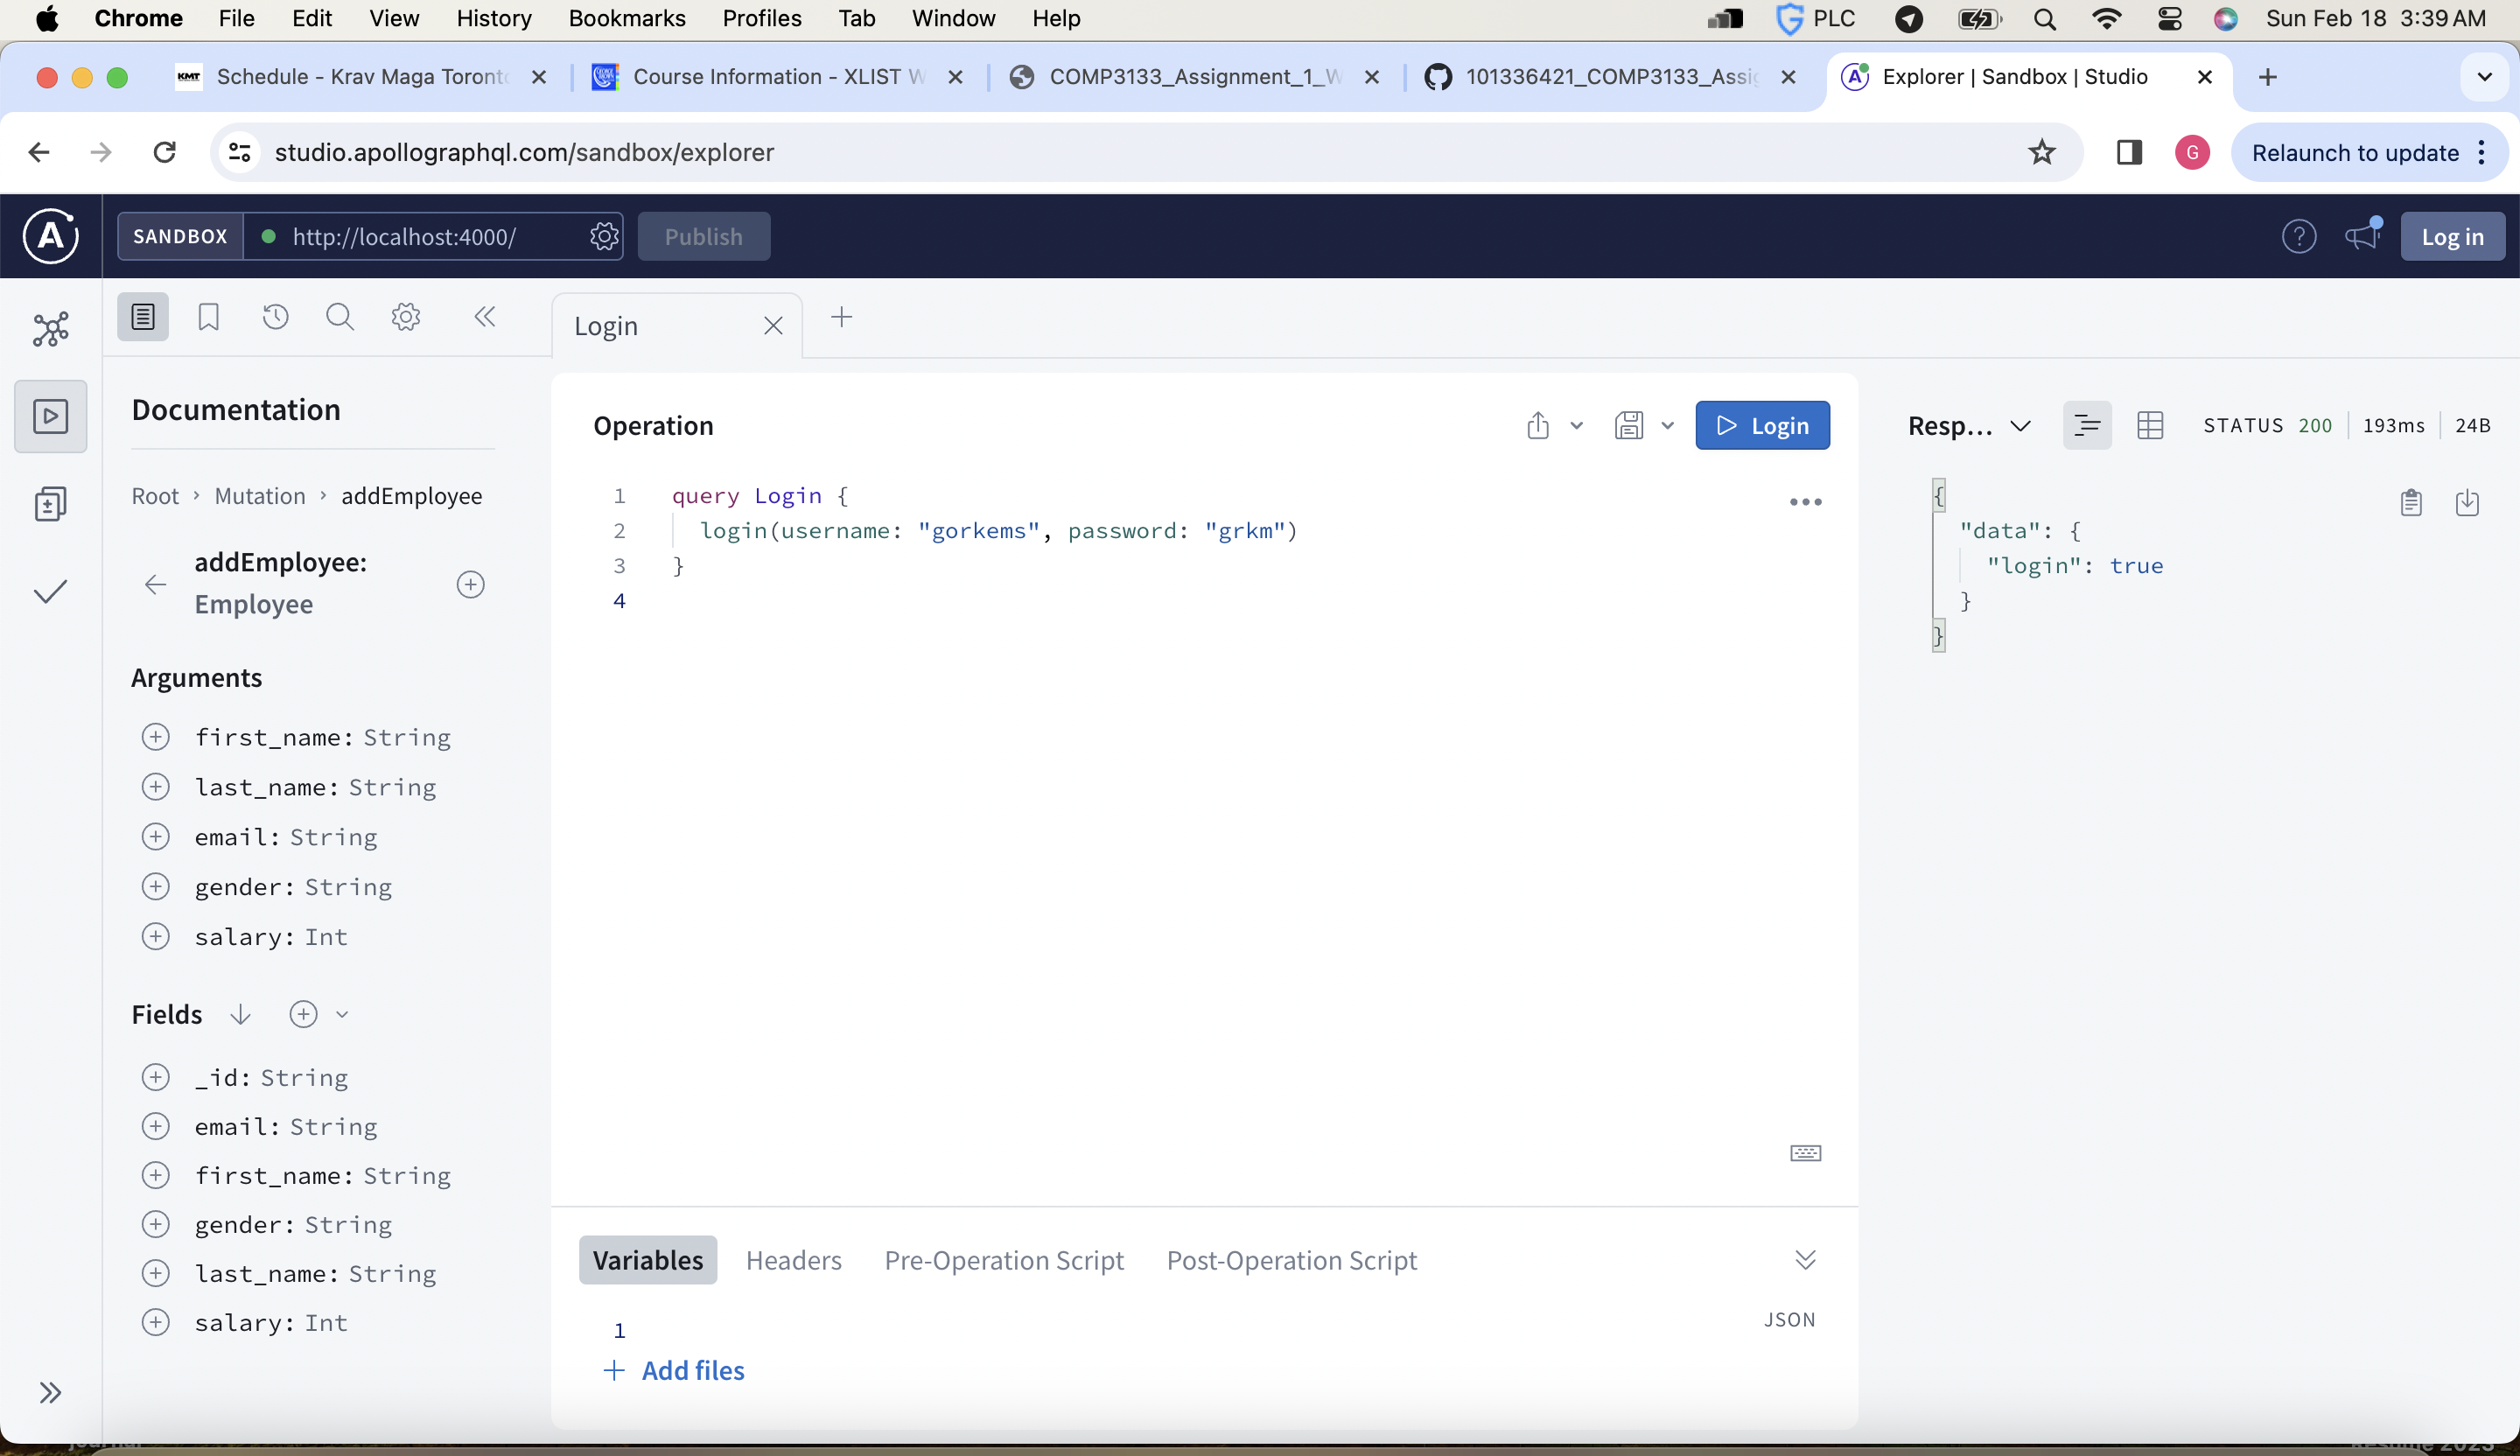 Chrome File Edit View History Bookmarks Profiles Tab Window Help PLC Sun Feb 18 3:39 AM
Schedule - Krav Maga Toront Course Information - XLIST W COMP3133_Assignment_1_W 101336421_COMP3133_Assi Explorer | Sandbox | Studio
studio.apollographql.com/sandbox/explorer G Relaunch to update
SANDBOX http://localhost:4000/ Publish Log in
Login
Documentation
Root › Mutation › addEmployee
addEmployee:
Employee
Arguments
first_name: String
last_name: String
email: String
gender: String
salary: Int
Fields
_id: String
email: String
first_name: String
gender: String
last_name: String
salary: Int
Operation
Login
1 query Login {
2 login(username: "gorkems", password: "grkm")
3 }
4
Variables Headers Pre-Operation Script Post-Operation Script
JSON
1
+ Add files
Resp... STATUS 200 193ms 24B
{
"data": {
"login": true
}
}